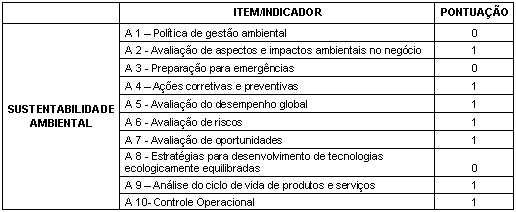 ITEM/INDICADOR PONTUAÇÃO
SUSTENTABILIDADE
AMBIENTAL
A 1 – Política de gestão ambiental 0
A 2 - Avaliação de aspectos e impactos ambientais no negócio 1
A 3 - Preparação para emergências 0
A 4 – Ações corretivas e preventivas 1
A 5 - Avaliação do desempenho global 1
A 6 - Avaliação de riscos 1
A 7 - Avaliação de oportunidades 1
A 8 - Estratégias para desenvolvimento de tecnologias
ecologicamente equilibradas 0
A 9 – Análise do ciclo de vida de produtos e serviços 1
A 10- Controle Operacional 1